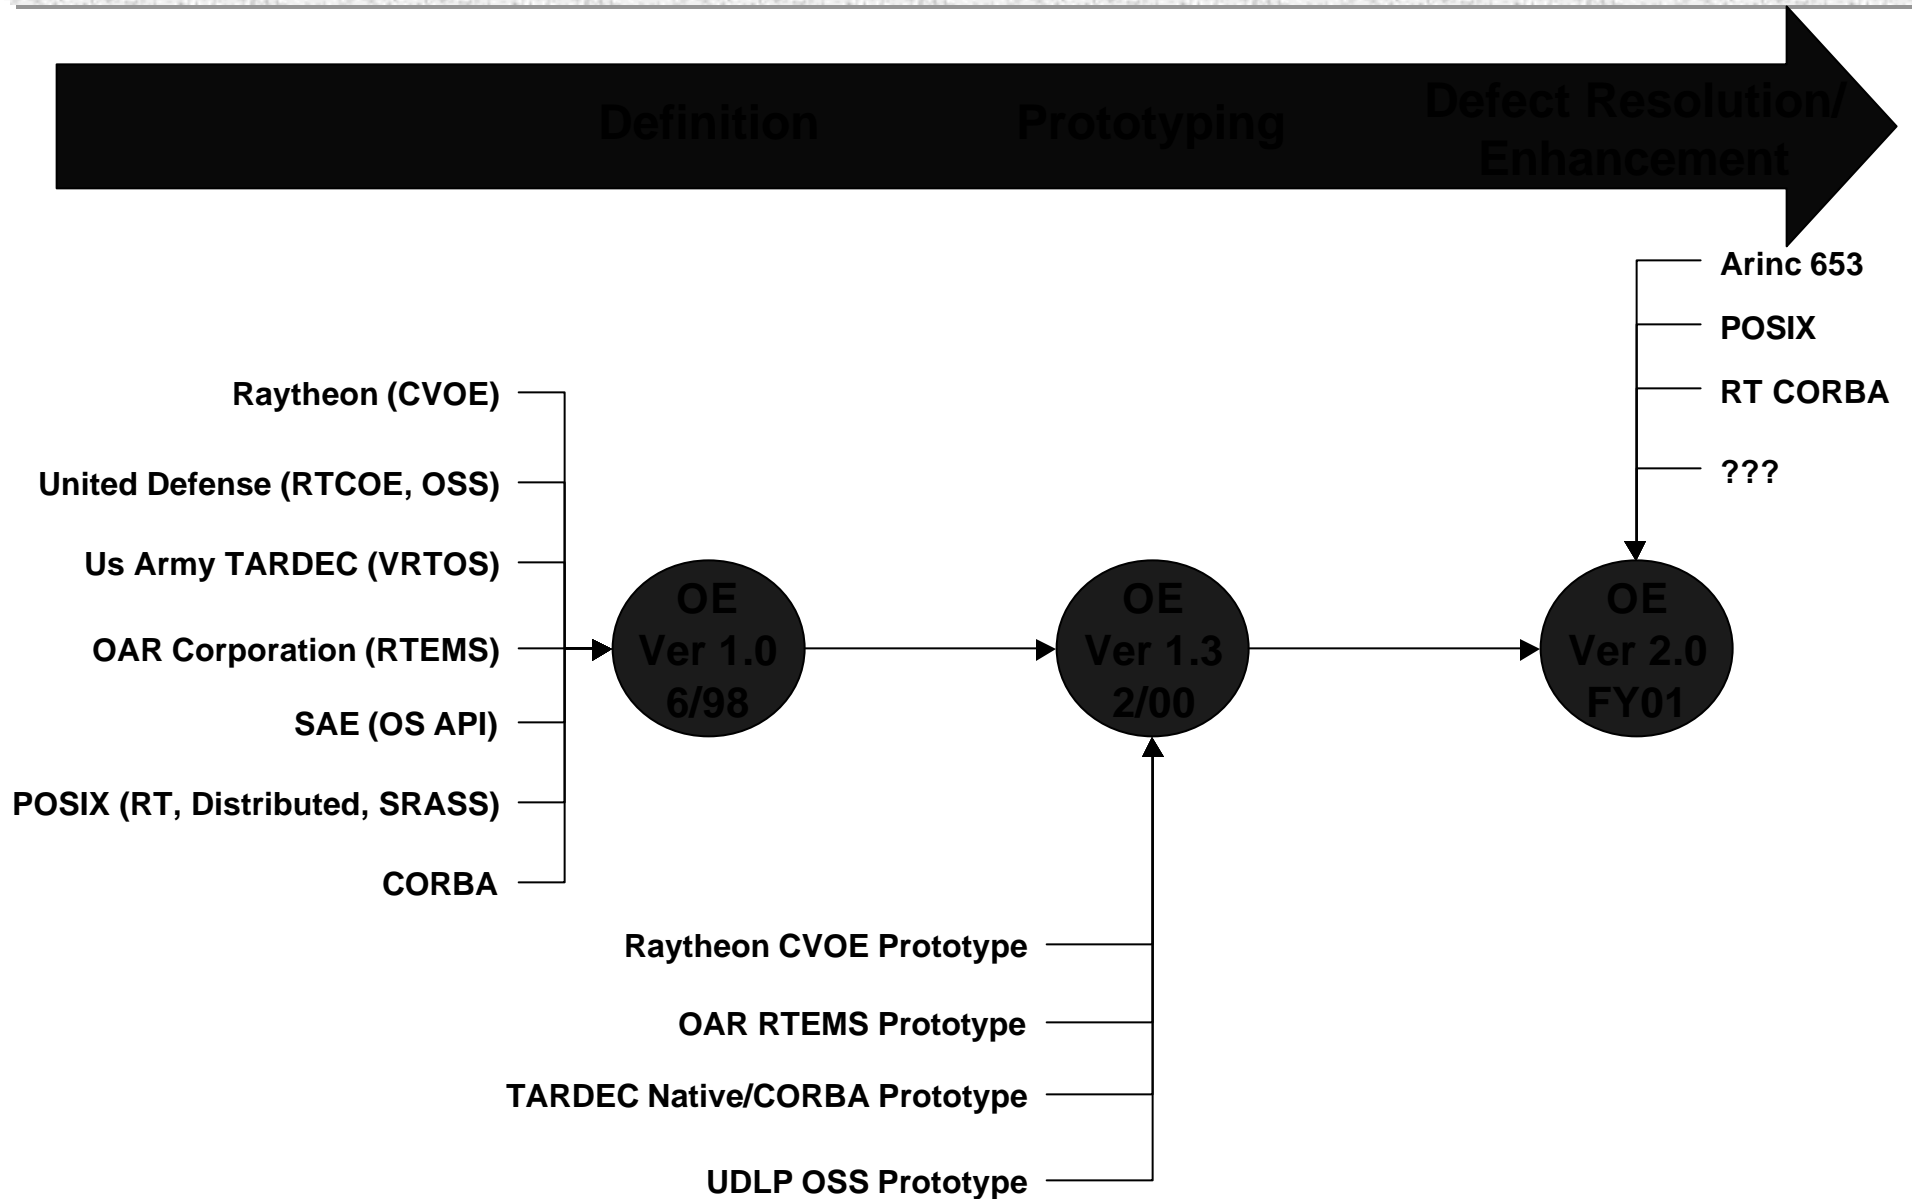 Definition
Prototyping
Defect Resolution/
Enhancement
Arinc 653
POSIX
RT CORBA
???
Raytheon (CVOE)
United Defense (RTCOE, OSS)
Us Army TARDEC (VRTOS)
OAR Corporation (RTEMS)
SAE (OS API)
POSIX (RT, Distributed, SRASS)
CORBA
OE
Ver 1.0
6/98
OE
Ver 1.3
2/00
OE
Ver 2.0
FY01
Raytheon CVOE Prototype
OAR RTEMS Prototype
TARDEC Native/CORBA Prototype
UDLP OSS Prototype